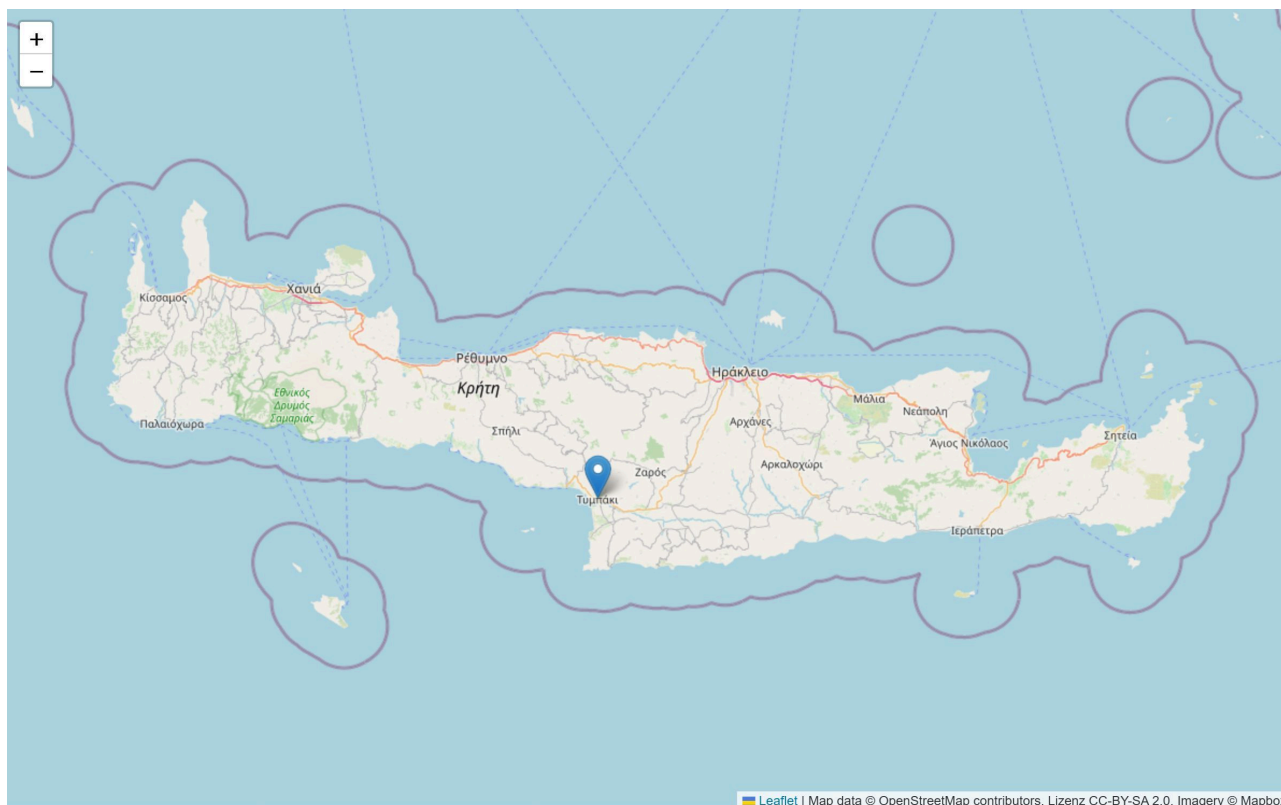 +
−
Χανιά
Κίσσαμος
Ρέθυμνο
Ηράκλειο
Κρήτη
Εθνικός
Δρυμός
Σαμαριάς
Μάλια
Νεάπολη
Παλαιόχωρα
Αρχάνες
Σπήλι
Σητεία
Άγιος Νικόλαος
Αρκαλοχώρι
Ζαρός
Τυμπάκι
Ιεράπετρα
Leaflet | Map data © OpenStreetMap contributors, Lizenz CC-BY-SA 2.0, Imagery © Mapbo